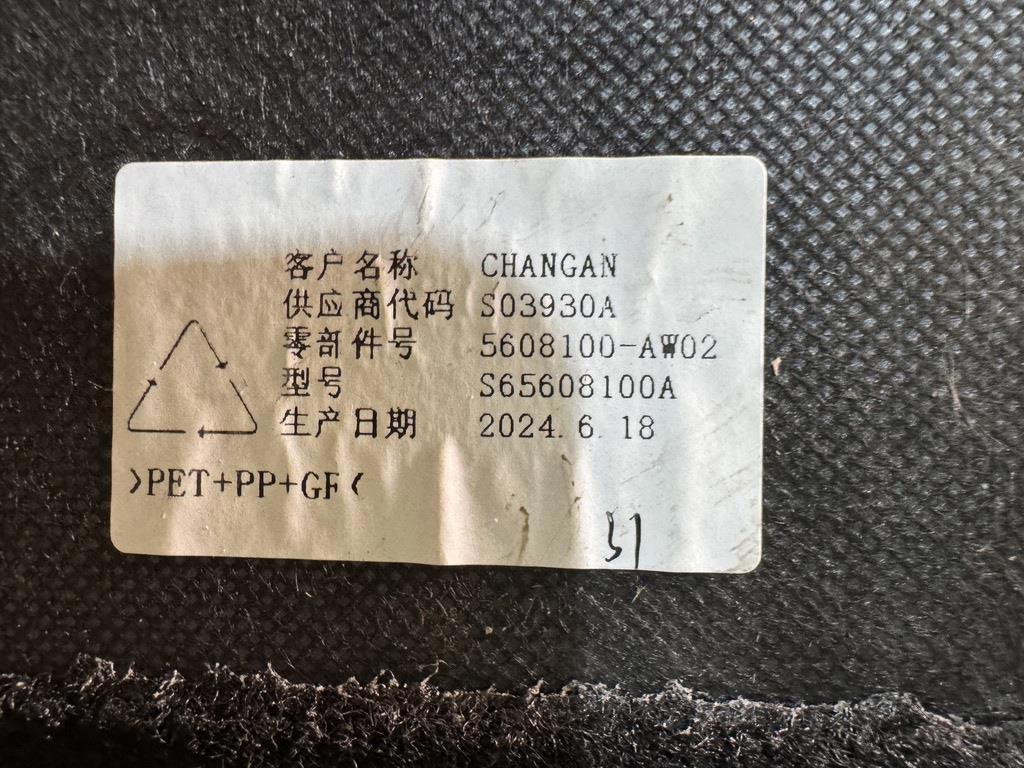 客户名称 CHANGAN
供应商代码 S03930A
零部件号 5608100-AW02
型号 S65608100A
生产日期 2024.6.18
>PET+PP+GF<